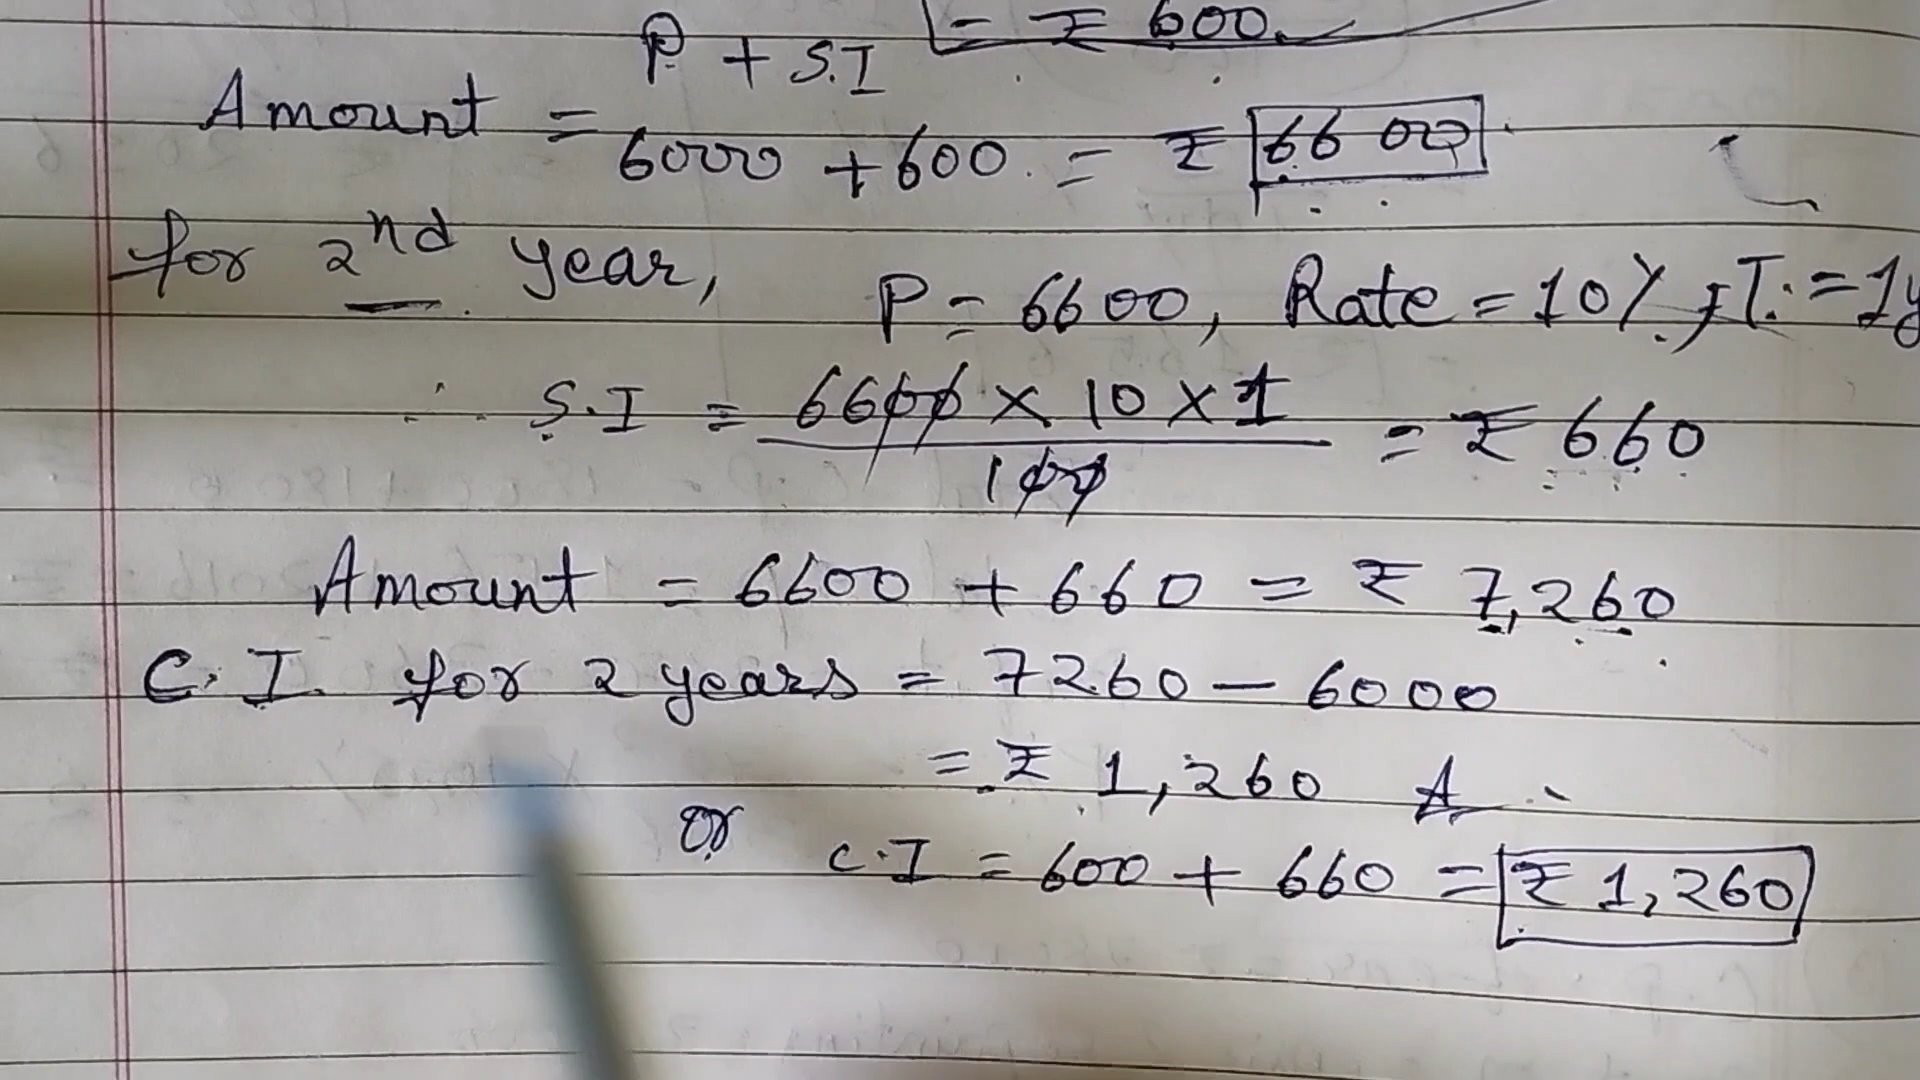 = ₹ 600
P + S.I
Amount = 6000 + 600 = ₹ 6600
for 2nd year, P = 6600, Rate = 10%, T. = 1y
∴ S.I = 6600 × 10 × 1 / 100 = ₹ 660
Amount = 6600 + 660 = ₹ 7,260
C.I. for 2 years = 7260 - 6000
= ₹ 1,260 A
or C.I = 600 + 660 = ₹ 1,260